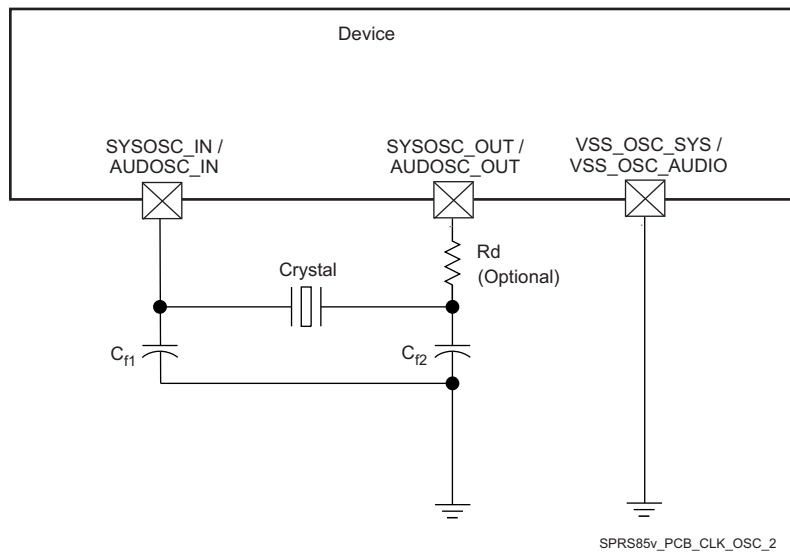 Device
SYSOSC_IN /
AUDOSC_IN
SYSOSC_OUT /
AUDOSC_OUT
VSS_OSC_SYS /
VSS_OSC_AUDIO
Rd
(Optional)
Crystal
Cf1
Cf2
SPRS85v_PCB_CLK_OSC_2